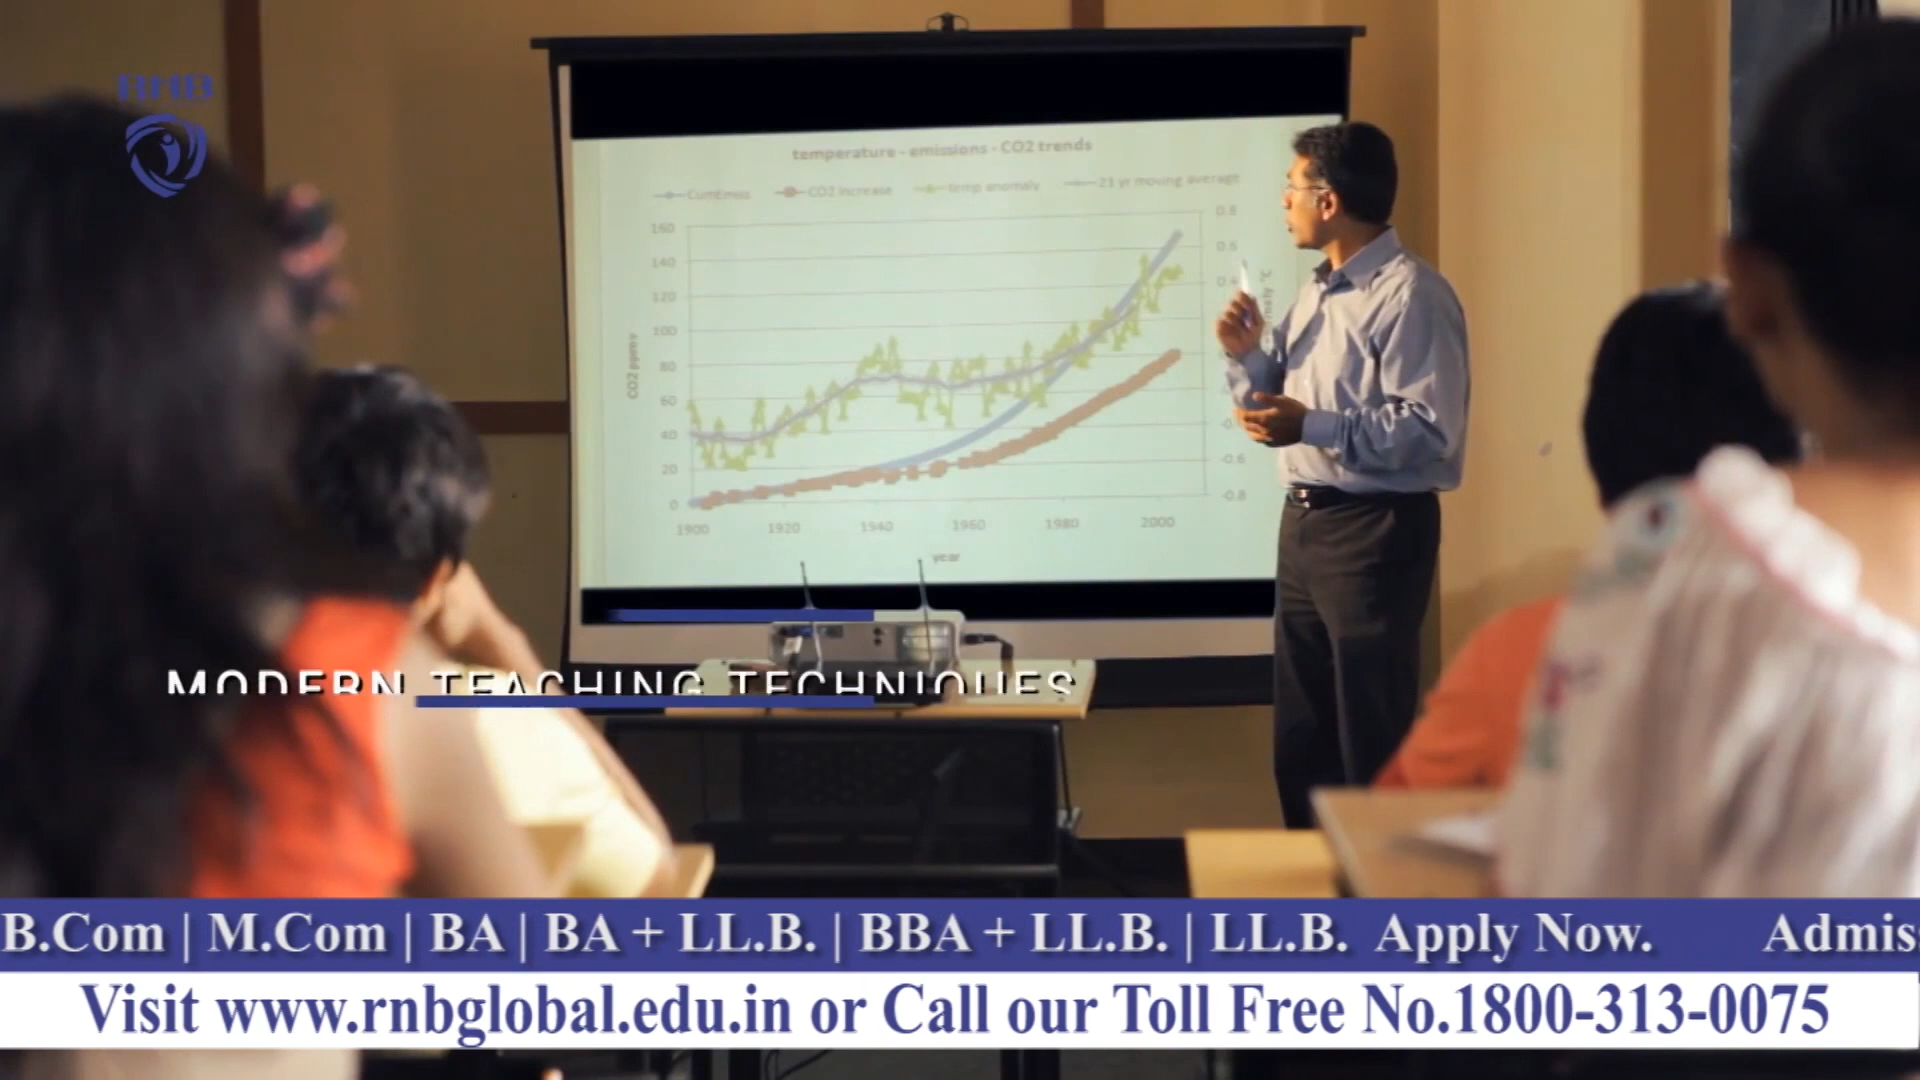 RNB
temperature - emissions - CO2 trends
CumEmiss CO2 increase temp anomaly 21 yr moving average
160
140
120
100
80
60
40
20
0
0.8
0.6
-0.6
-0.8
CO2 ppmv
1900 1920 1940 1960 1980 2000
year
MODERN TEACHING TECHNIQUES
B.Com | M.Com | BA | BA + LL.B. | BBA + LL.B. | LL.B. Apply Now. Admis
Visit www.rnbglobal.edu.in or Call our Toll Free No.1800-313-0075